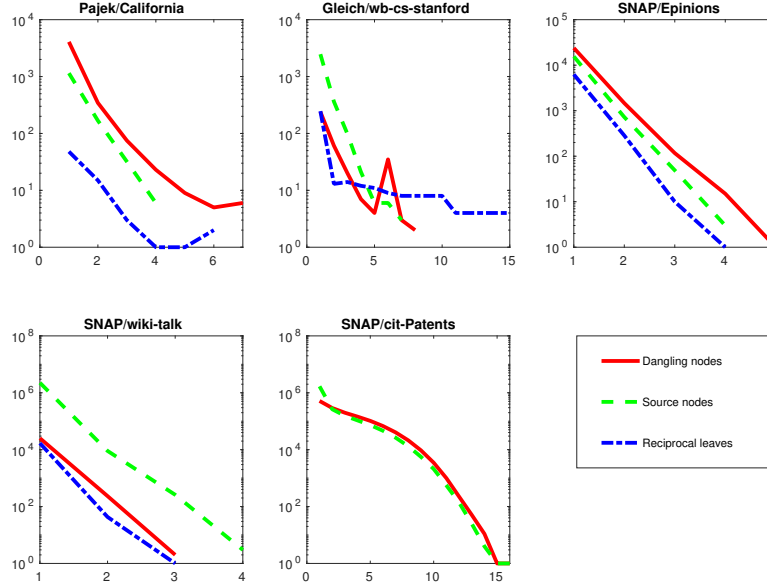 Pajek/California
10^4
10^3
10^2
10^1
10^0
0 2 4 6
Gleich/wb-cs-stanford
10^4
10^3
10^2
10^1
10^0
0 5 10 15
SNAP/Epinions
10^5
10^4
10^3
10^2
10^1
10^0
1 2 3 4
SNAP/wiki-talk
10^8
10^6
10^4
10^2
10^0
1 2 3 4
SNAP/cit-Patents
10^8
10^6
10^4
10^2
10^0
0 5 10 15
Dangling nodes
Source nodes
Reciprocal leaves